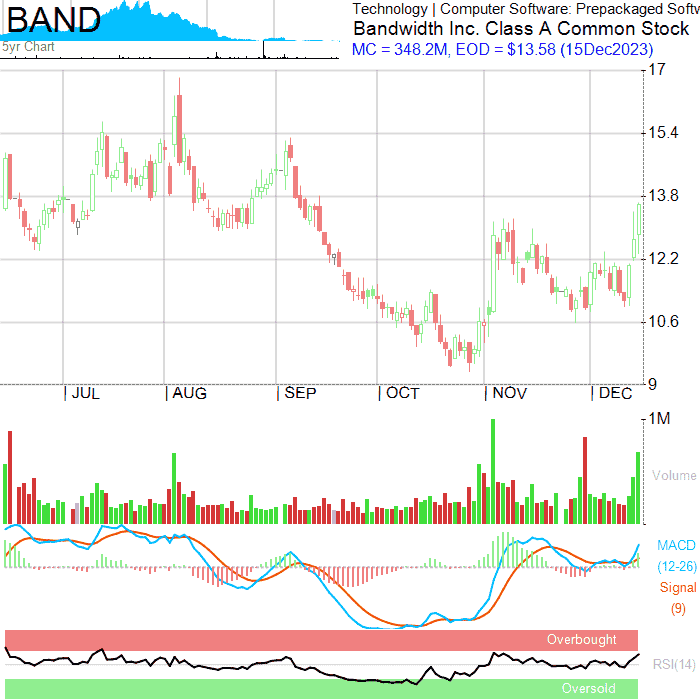 BAND
5yr Chart
Technology | Computer Software: Prepackaged Softw
Bandwidth Inc. Class A Common Stock
MC = 348.2M, EOD = $13.58 (15Dec2023)
17
15.4
13.8
12.2
10.6
9
| JUL | AUG | SEP | OCT | NOV | DEC
1M
Volume
MACD
(12-26)
Signal
(9)
Overbought
RSI(14)
Oversold